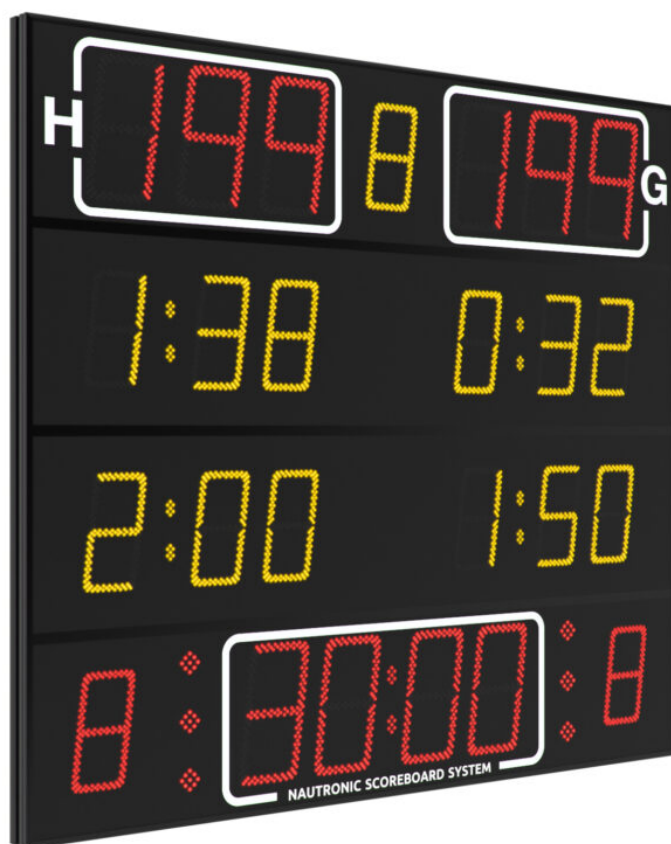 H 199 8 199 G
1:38 0:32
2:00 1:50
8 30:00 8
NAUTRONIC SCOREBOARD SYSTEM